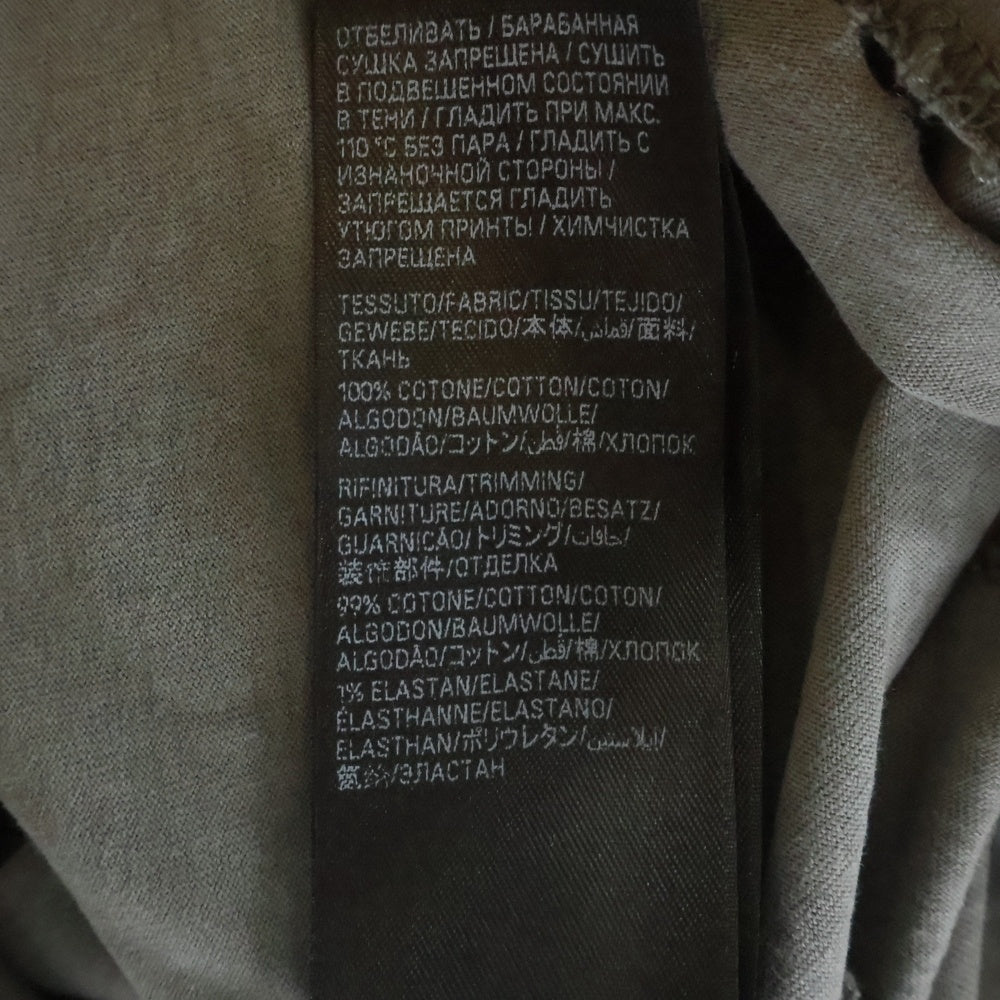 ОТБЕЛИВАТЬ / БАРАБАННАЯ
СУШКА ЗАПРЕЩЕНА / СУШИТЬ
В ПОДВЕШЕННОМ СОСТОЯНИИ
В ТЕНИ / ГЛАДИТЬ ПРИ МАКС.
110 °C БЕЗ ПАРА / ГЛАДИТЬ С
ИЗНАНОЧНОЙ СТОРОНЫ /
ЗАПРЕЩАЕТСЯ ГЛАДИТЬ
УТЮГОМ ПРИНТЫ / ХИМЧИСТКА
ЗАПРЕЩЕНА
TESSUTO/FABRIC/TISSU/TEJIDO/
GEWEBE/TECIDO/本体/قماش/面料/
ТКАНЬ
100% COTONE/COTTON/COTON/
ALGODON/BAUMWOLLE/
ALGODÃO/コットン/قطن/棉/ХЛОПОК
RIFINITURA/TRIMMING/
GARNITURE/ADORNO/BESATZ/
GUARNIÇÃO/トリミング/حافات/
装饰部件/ОТДЕЛКА
99% COTONE/COTTON/COTON/
ALGODON/BAUMWOLLE/
ALGODÃO/コットン/قطن/棉/ХЛОПОК
1% ELASTAN/ELASTANE/
ÉLASTHANNE/ELASTANO/
ELASTHAN/ポリウレタン/إيلاستين/
氨纶/ЭЛАСТАН